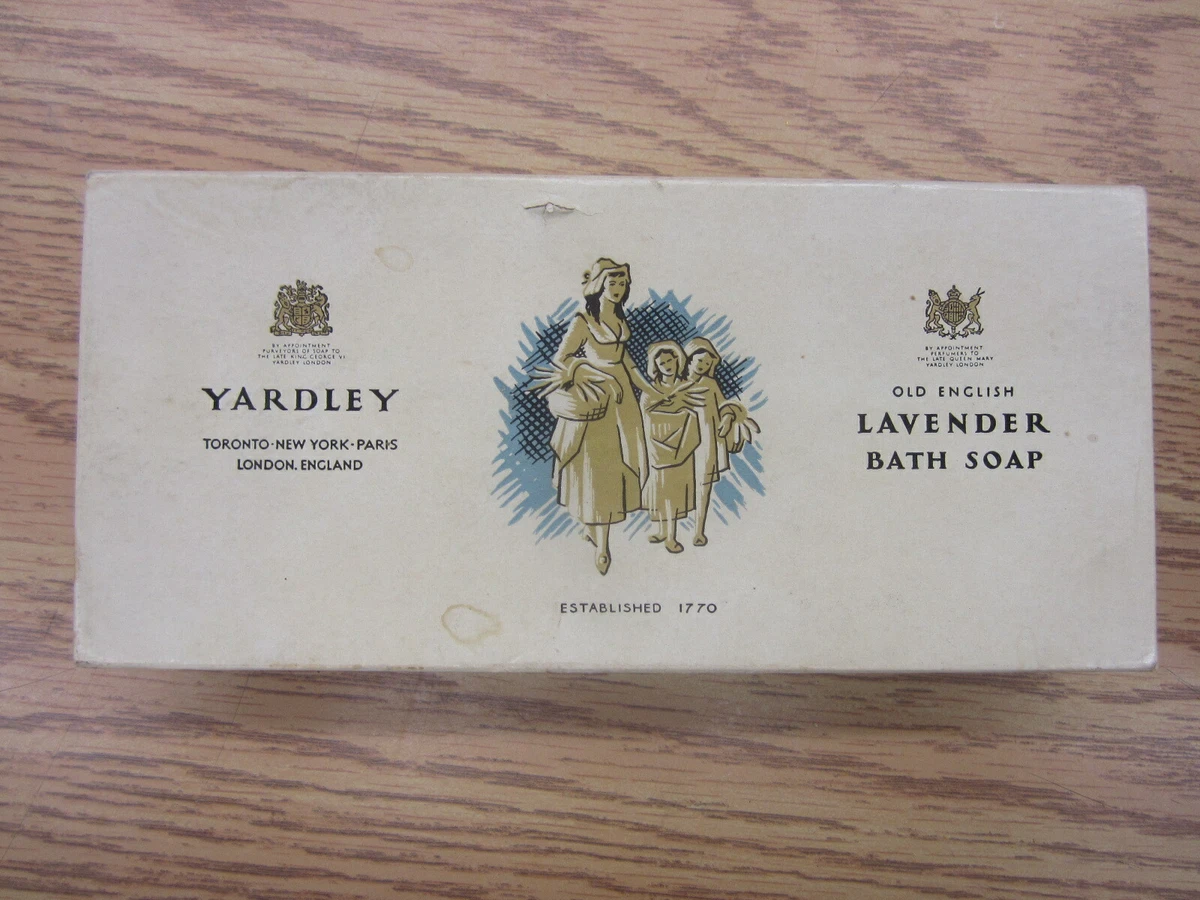 BY APPOINTMENT
PURVEYORS OF SOAP TO
THE LATE KING GEORGE VI
YARDLEY LONDON
YARDLEY
TORONTO·NEW YORK·PARIS
LONDON. ENGLAND
ESTABLISHED 1770
BY APPOINTMENT
PERFUMERS TO
THE LATE QUEEN MARY
YARDLEY LONDON
OLD ENGLISH
LAVENDER
BATH SOAP